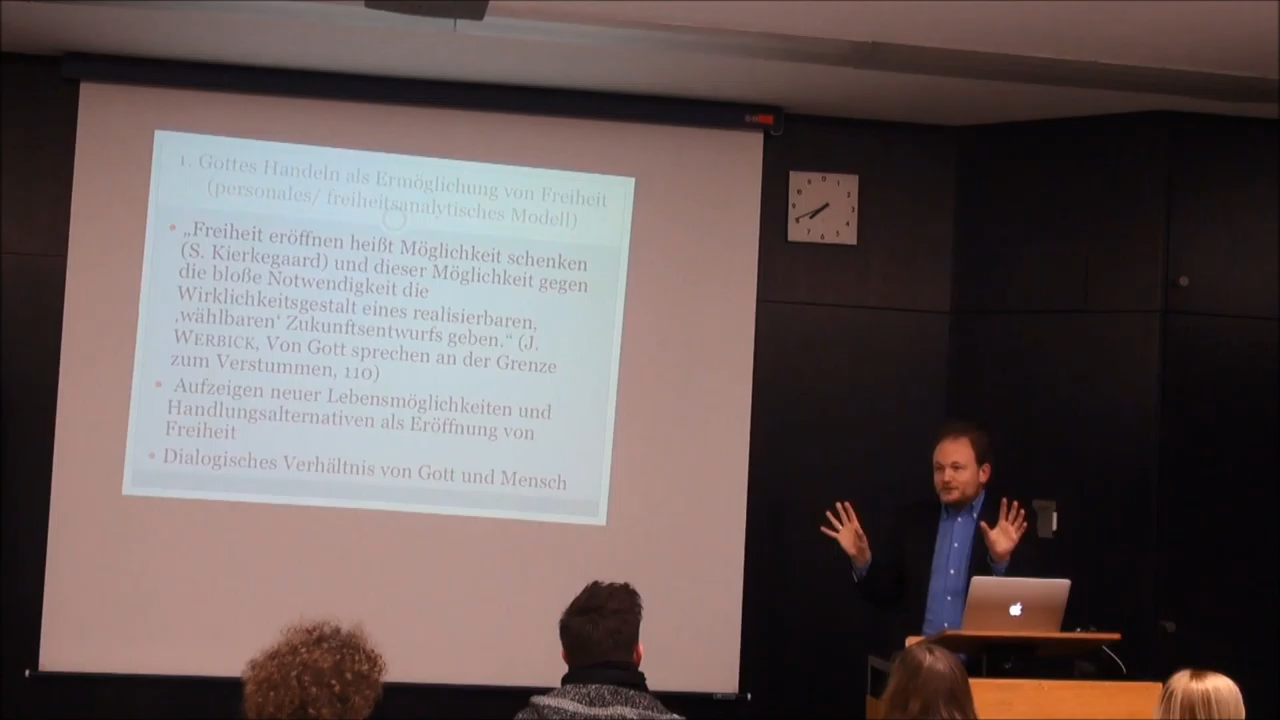 1. Gottes Handeln als Ermöglichung von Freiheit
(personales/ freiheitsanalytisches Modell)
• „Freiheit eröffnen heißt Möglichkeit schenken
(S. Kierkegaard) und dieser Möglichkeit gegen
die bloße Notwendigkeit die
Wirklichkeitsgestalt eines realisierbaren,
‚wählbaren‘ Zukunftsentwurfs geben.“ (J.
WERBICK, Von Gott sprechen an der Grenze
zum Verstummen, 110)
• Aufzeigen neuer Lebensmöglichkeiten und
Handlungsalternativen als Eröffnung von
Freiheit
• Dialogisches Verhältnis von Gott und Mensch